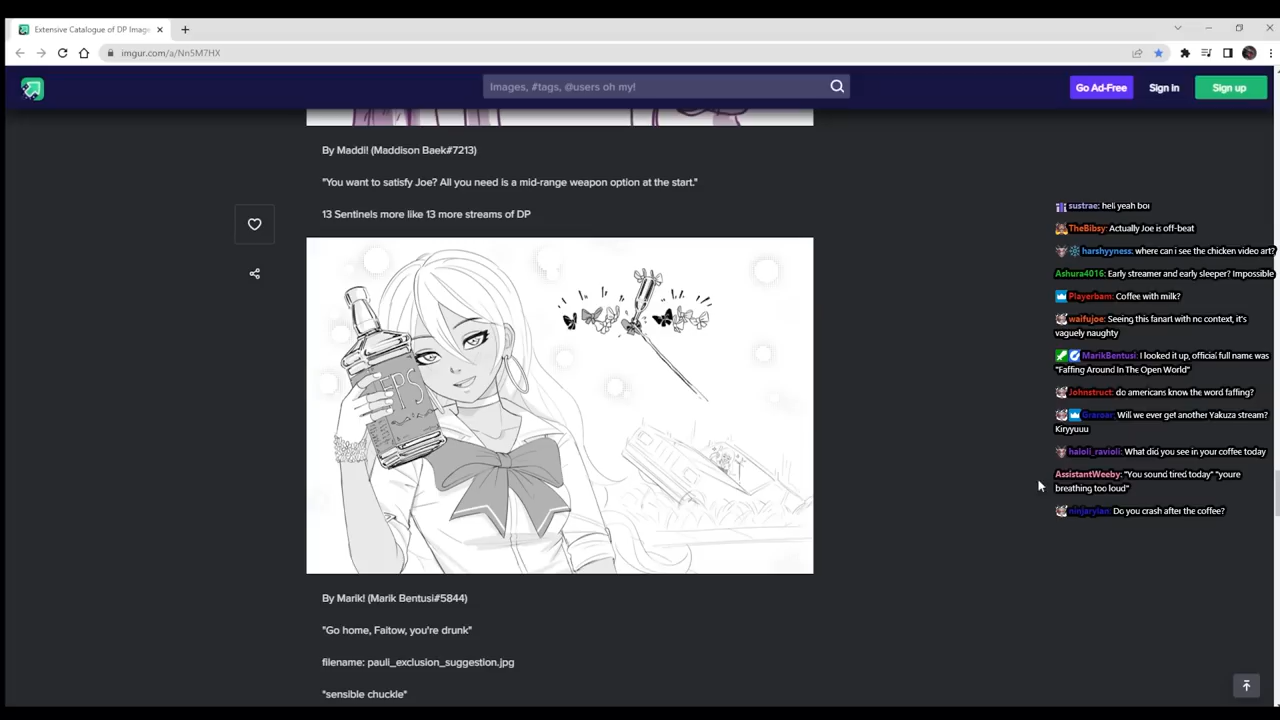 Extensive Catalogue of DP Imag
imgur.com/a/Nn5M7HX
Images, #tags, @users oh my!
Go Ad-Free
Sign in
Sign up
By Maddi! (Maddison Baek#7213)
"You want to satisfy Joe? All you need is a mid-range weapon option at the start."
13 Sentinels more like 13 more streams of DP
FPS
By Marik! (Marik Bentusi#5844)
"Go home, Faitow, you're drunk"
filename: pauli_exclusion_suggestion.jpg
*sensible chuckle*
sustrae: hell yeah boi
TheBibsy: Actually Joe is off-beat
harshyyness: where can i see the chicken video art?
Ashura4016: Early streamer and early sleeper? Impossible
Playerbam: Coffee with milk?
waifujoe: Seeing this fanart with no context, it's
vaguely naughty
MarikBentusi: I looked it up, official full name was
"Faffing Around In The Open World"
Johnstruct: do americans know the word faffing?
Will we ever get another Yakuza stream?
Kiryyuuu
haloli_ravioli: What did you see in your coffee today
AssistantWeeby: "You sound tired today" "youre
breathing too loud"
ninjarylan: Do you crash after the coffee?